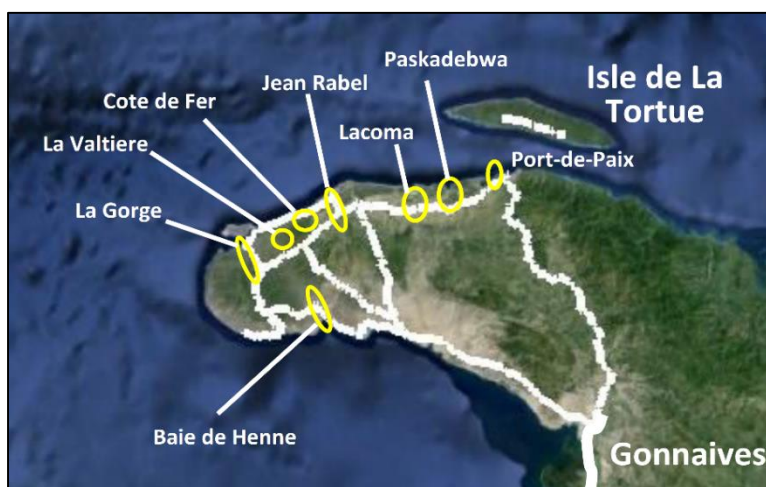 Paskadebwa
Isle de La
Tortue
Jean Rabel
Cote de Fer
Lacoma
La Valtiere
Port-de-Paix
La Gorge
Baie de Henne
Gonnaives